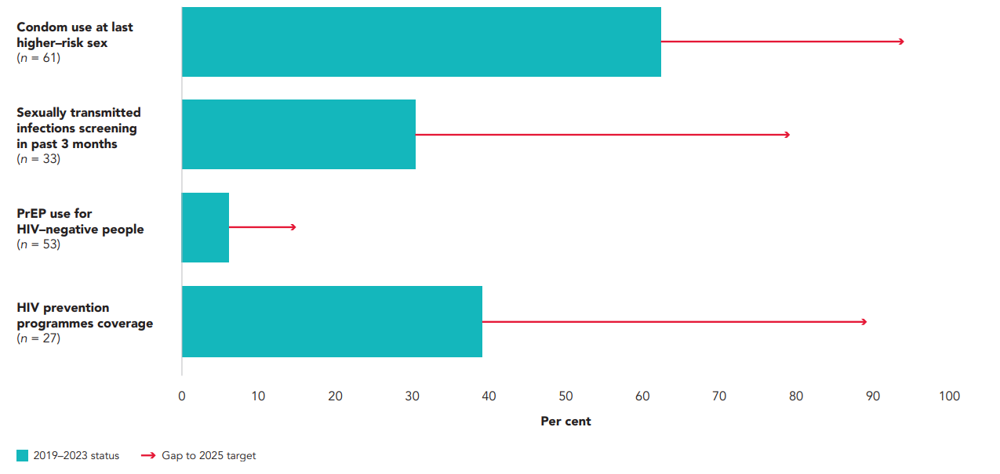 Condom use at last
higher–risk sex
(n = 61)
Sexually transmitted
infections screening
in past 3 months
(n = 33)
PrEP use for
HIV–negative people
(n = 53)
HIV prevention
programmes coverage
(n = 27)
0 10 20 30 40 50 60 70 80 90 100
Per cent
2019–2023 status Gap to 2025 target